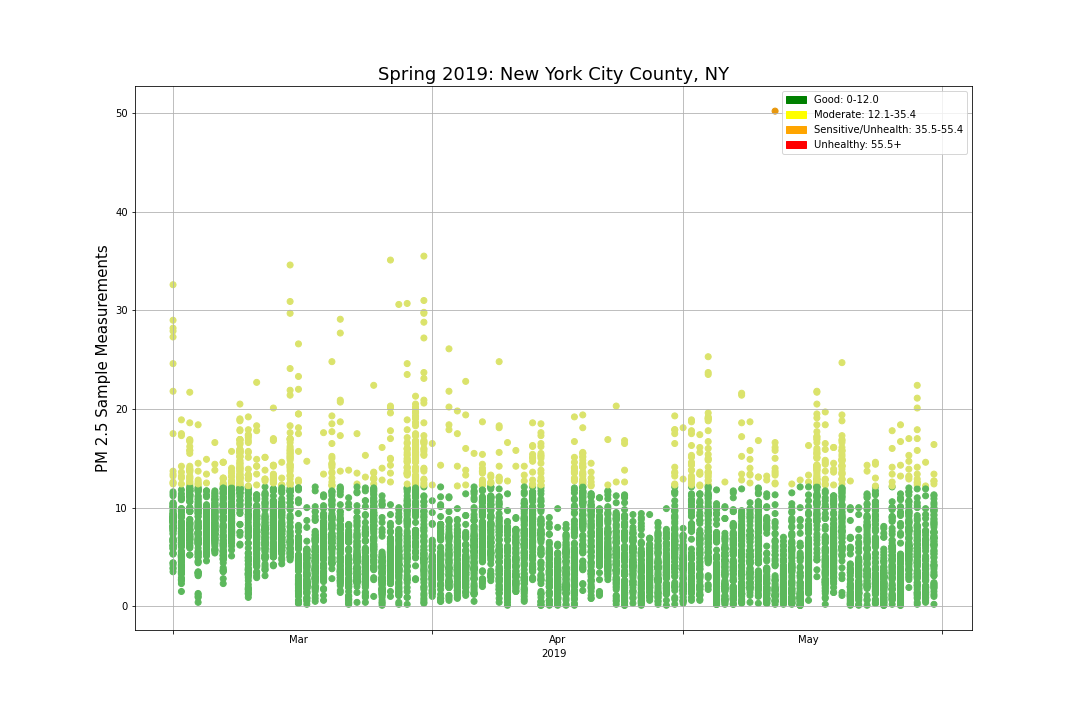 Spring 2019: New York City County, NY
Good: 0-12.0
Moderate: 12.1-35.4
Sensitive/Unhealth: 35.5-55.4
Unhealthy: 55.5+
PM 2.5 Sample Measurements
50
40
30
20
10
0
Mar
Apr
May
2019